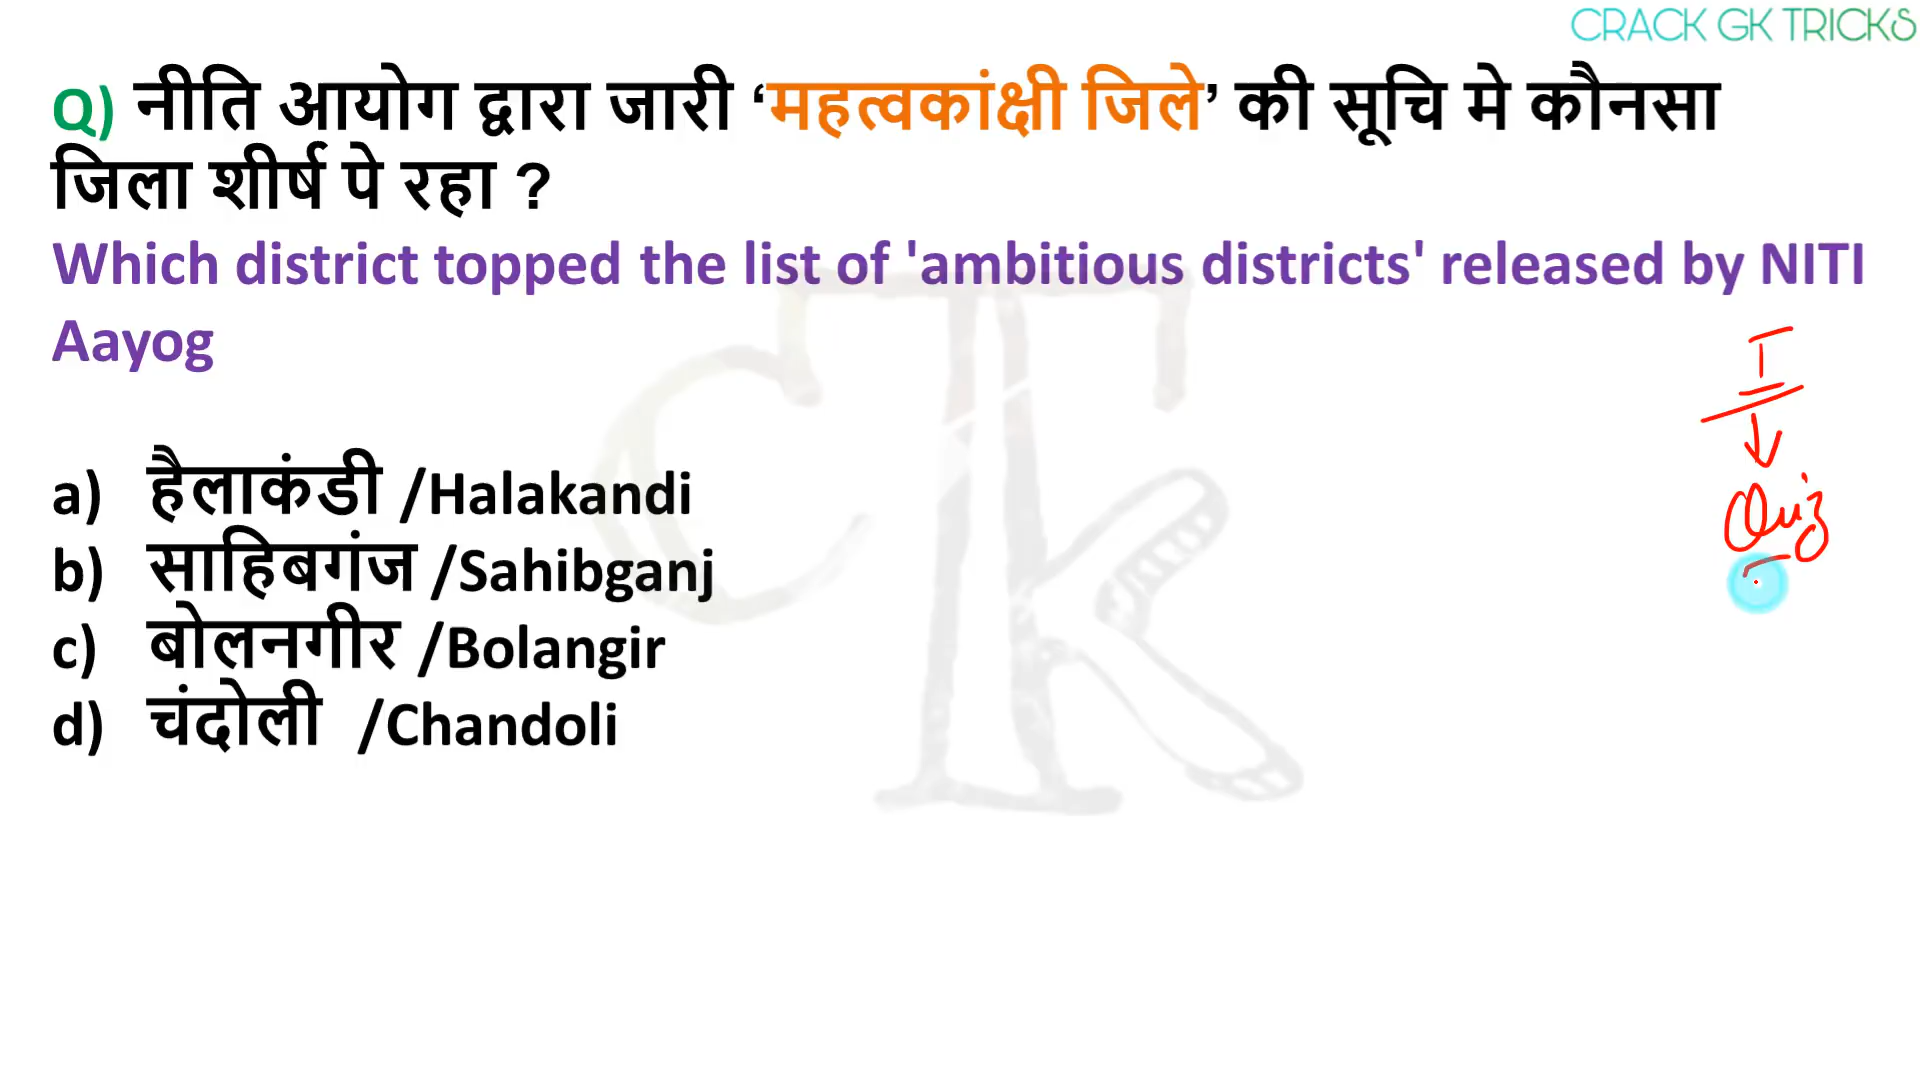 CRACK GK TRICKS
Q) नीति आयोग द्वारा जारी ‘महत्वकांक्षी जिले’ की सूचि मे कौनसा
जिला शीर्ष पे रहा ?
Which district topped the list of 'ambitious districts' released by NITI
Aayog
I
Quiz
a) हैलाकंडी /Halakandi
b) साहिबगंज /Sahibganj
c) बोलनगीर /Bolangir
d) चंदोली /Chandoli
CTk